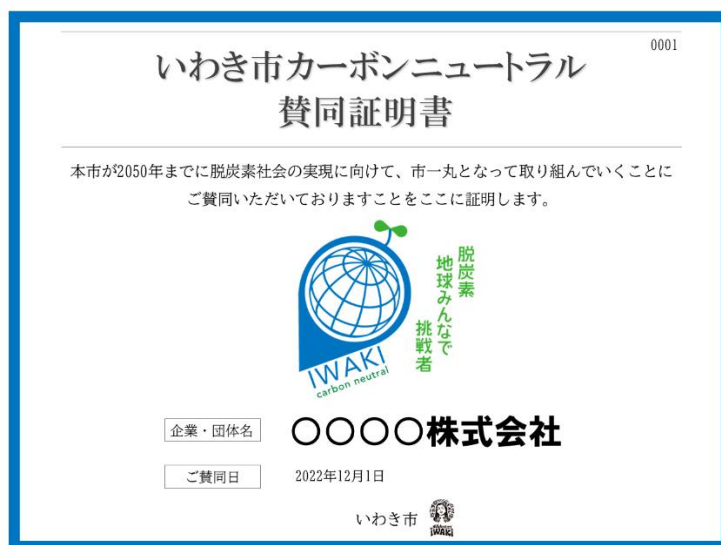 0001
いわき市カーボンニュートラル
賛同証明書
本市が2050年までに脱炭素社会の実現に向けて、市一丸となって取り組んでいくことに
ご賛同いただいておりますことをここに証明します。
脱炭素
地球みんなで
挑戦者
IWAKI
carbon neutral
企業・団体名
○○○○株式会社
ご賛同日
2022年12月1日
いわき市
IWAKI